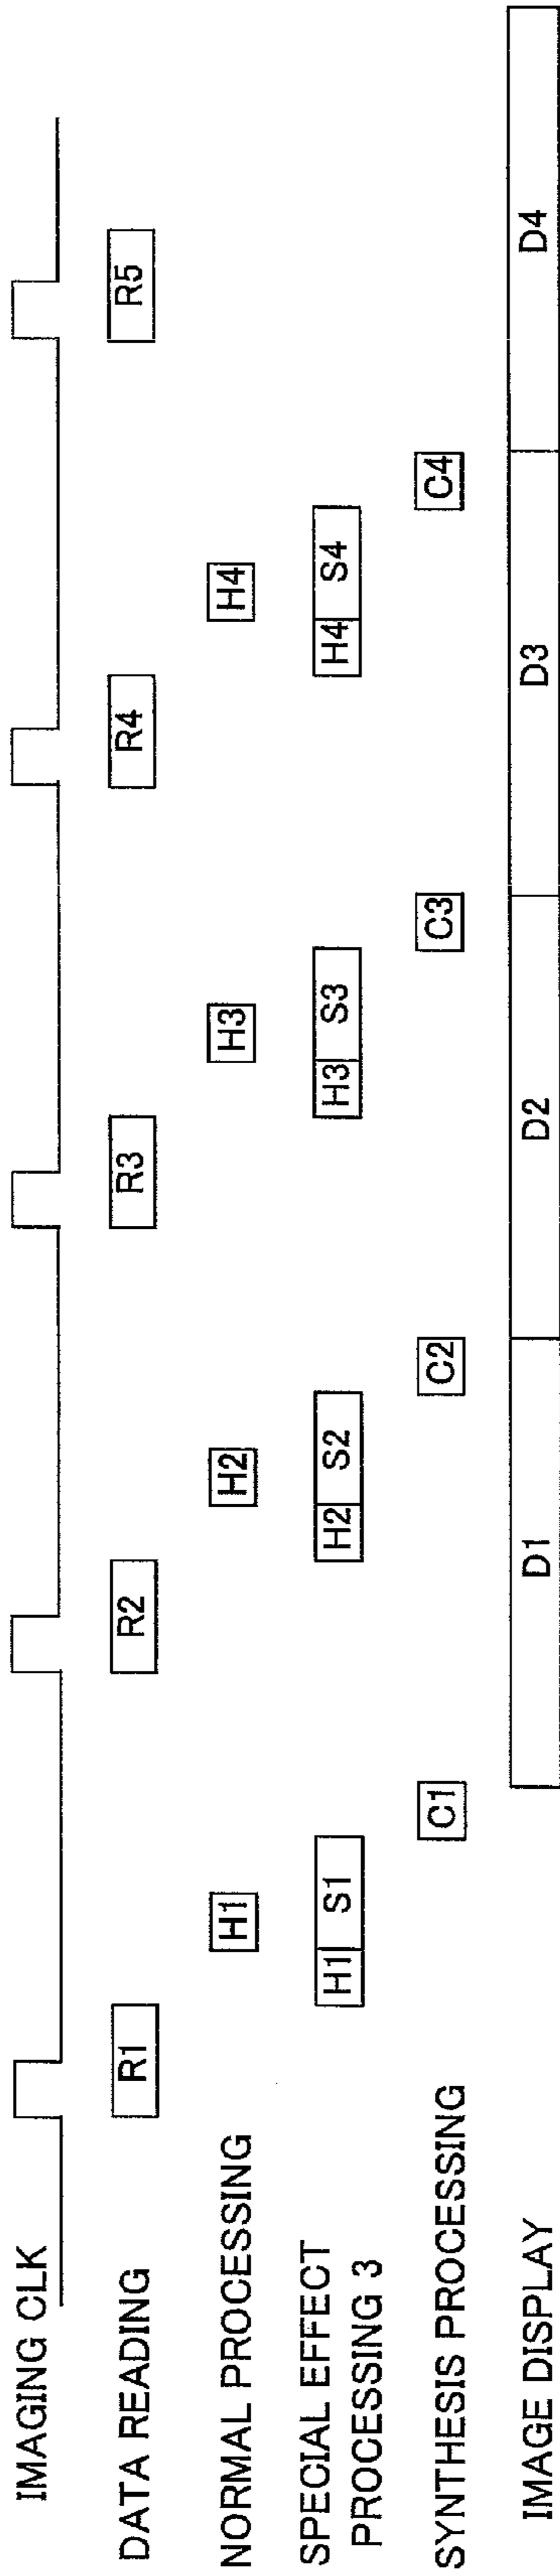 IMAGING CLK
DATA READING
R1 R2 R3 R4 R5
NORMAL PROCESSING
H1 H2 H3 H4
SPECIAL EFFECT
PROCESSING 3
H1 S1 H2 S2 H3 S3 H4 S4
SYNTHESIS PROCESSING
C1 C2 C3 C4
IMAGE DISPLAY
D1 D2 D3 D4